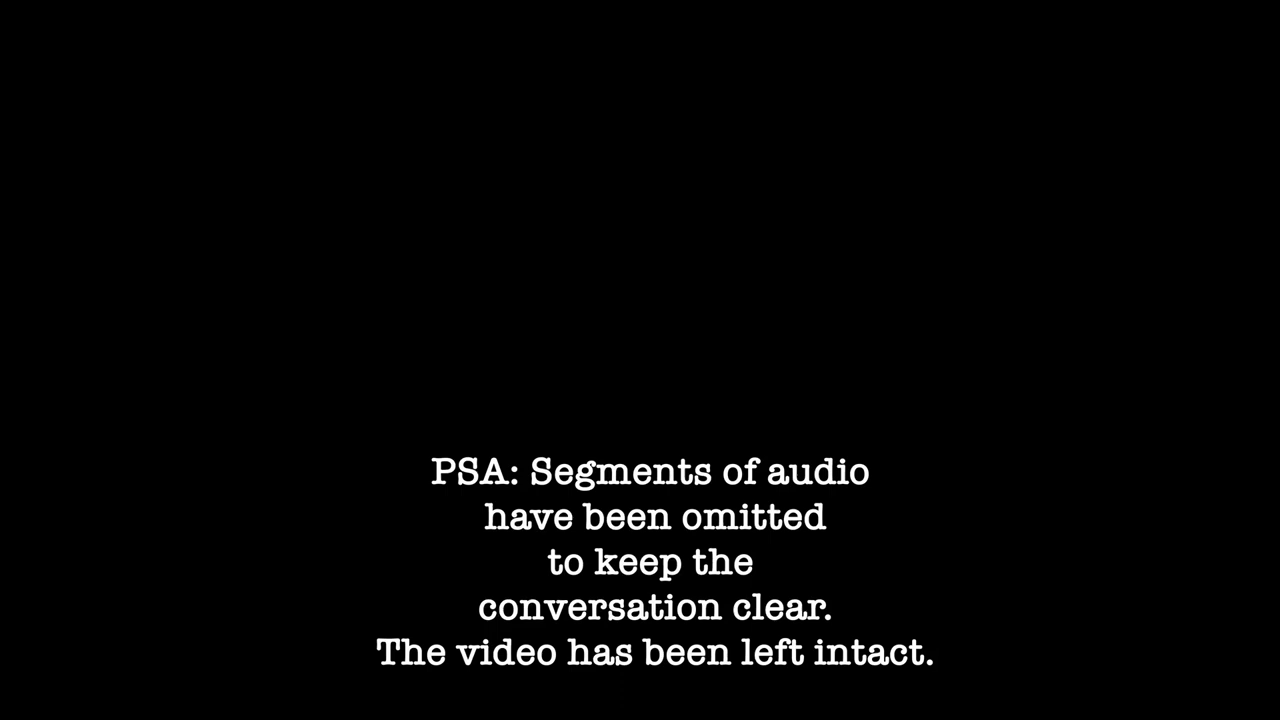 PSA: Segments of audio
have been omitted
to keep the
conversation clear.
The video has been left intact.